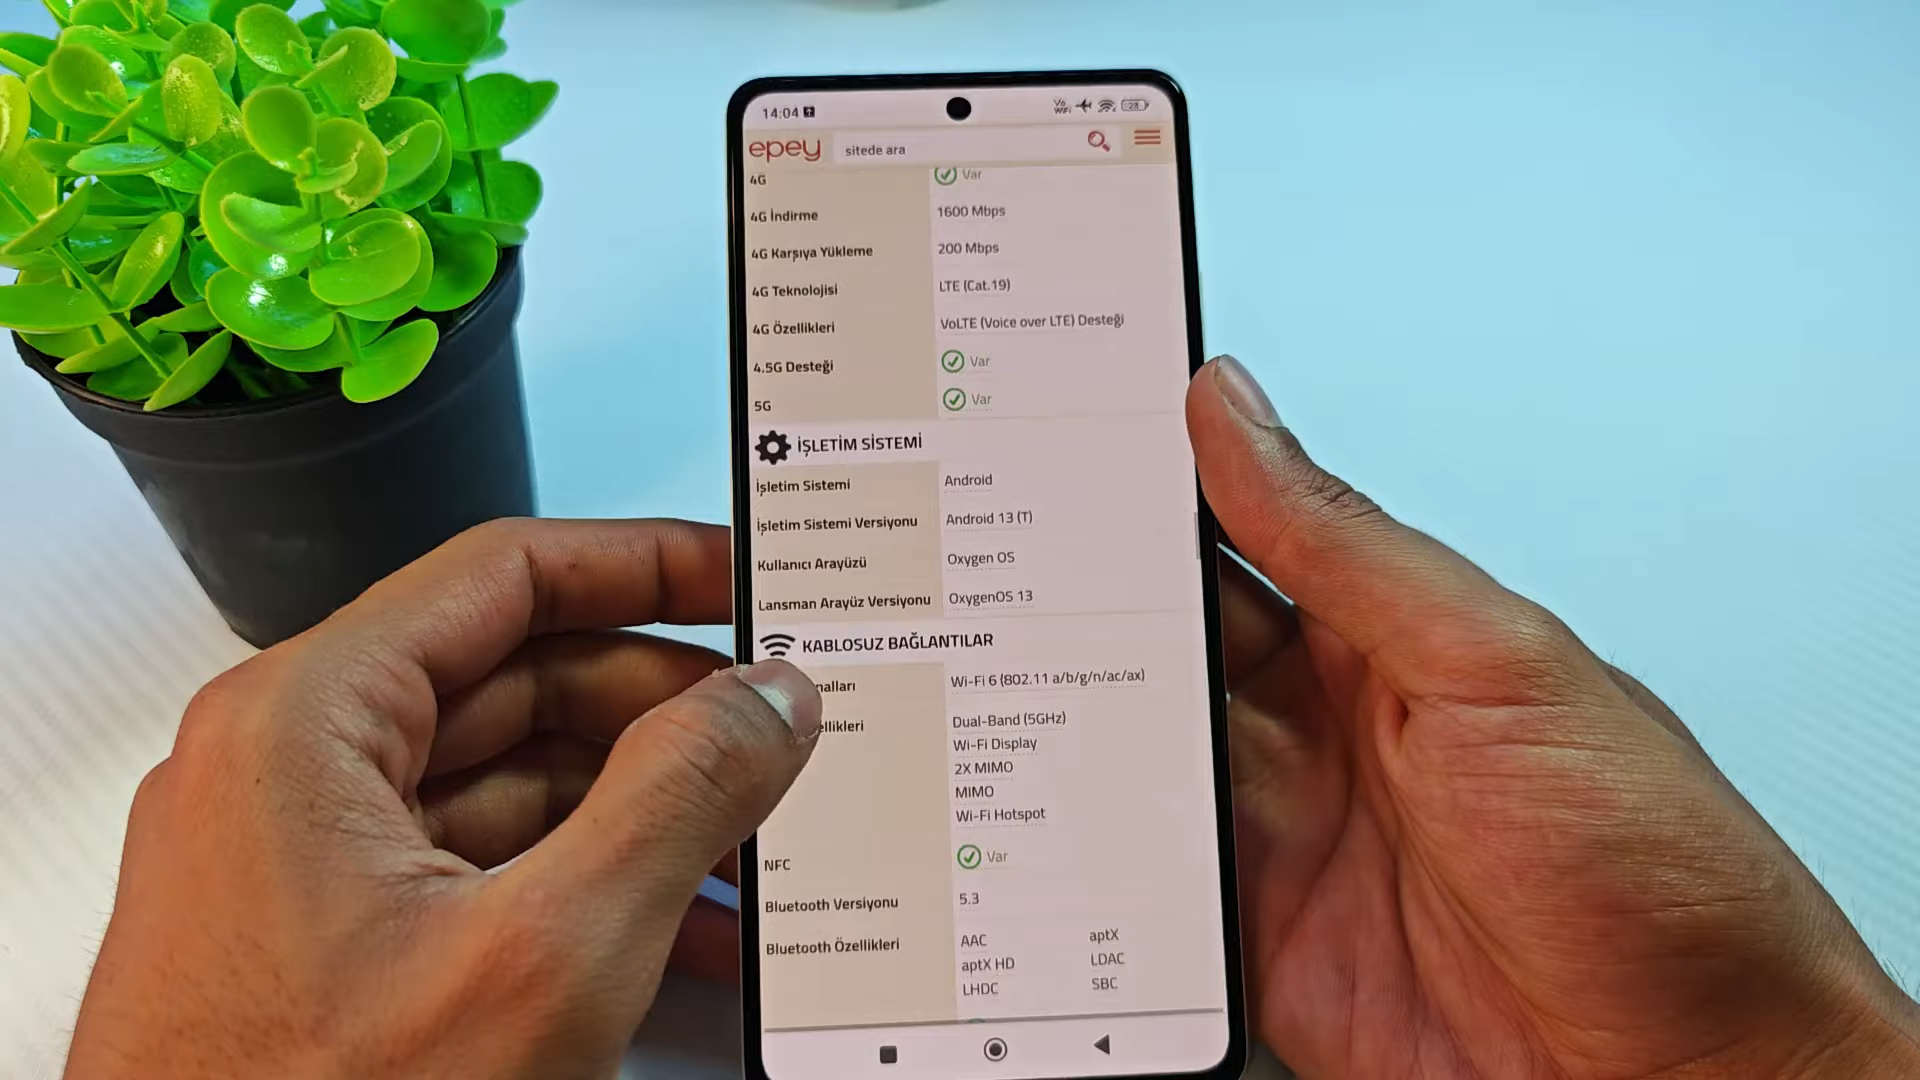 14:04
Vo
WiFi
28
epey
sitede ara
4G Var
4G İndirme 1600 Mbps
4G Karşıya Yükleme 200 Mbps
4G Teknolojisi LTE (Cat.19)
4G Özellikleri VoLTE (Voice over LTE) Desteği
4.5G Desteği Var
5G Var
İŞLETİM SİSTEMİ
İşletim Sistemi Android
İşletim Sistemi Versiyonu Android 13 (T)
Kullanıcı Arayüzü Oxygen OS
Lansman Arayüz Versiyonu OxygenOS 13
KABLOSUZ BAĞLANTILAR
nalları Wi-Fi 6 (802.11 a/b/g/n/ac/ax)
ellikleri Dual-Band (5GHz)
Wi-Fi Display
2X MIMO
MIMO
Wi-Fi Hotspot
NFC Var
Bluetooth Versiyonu 5.3
Bluetooth Özellikleri AAC aptX
aptX HD LDAC
LHDC SBC